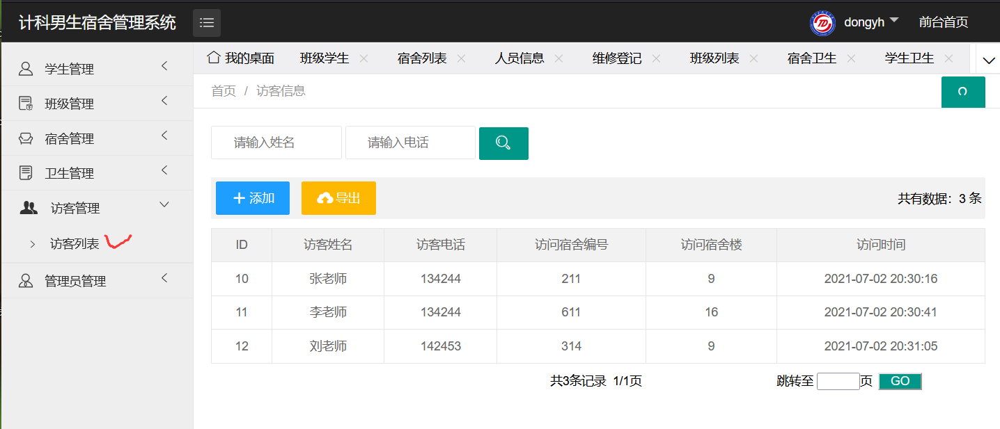 计科男生宿舍管理系统 dongyh 前台首页
我的桌面 班级学生 宿舍列表 人员信息 维修登记 班级列表 宿舍卫生 学生卫生
学生管理
班级管理
宿舍管理
卫生管理
访客管理
访客列表
管理员管理
首页 / 访客信息
请输入姓名 请输入电话
添加 导出 共有数据：3 条
ID 访客姓名 访客电话 访问宿舍编号 访问宿舍楼 访问时间
10 张老师 134244 211 9 2021-07-02 20:30:16
11 李老师 134244 611 16 2021-07-02 20:30:41
12 刘老师 142453 314 9 2021-07-02 20:31:05
共3条记录 1/1页 跳转至 页 GO